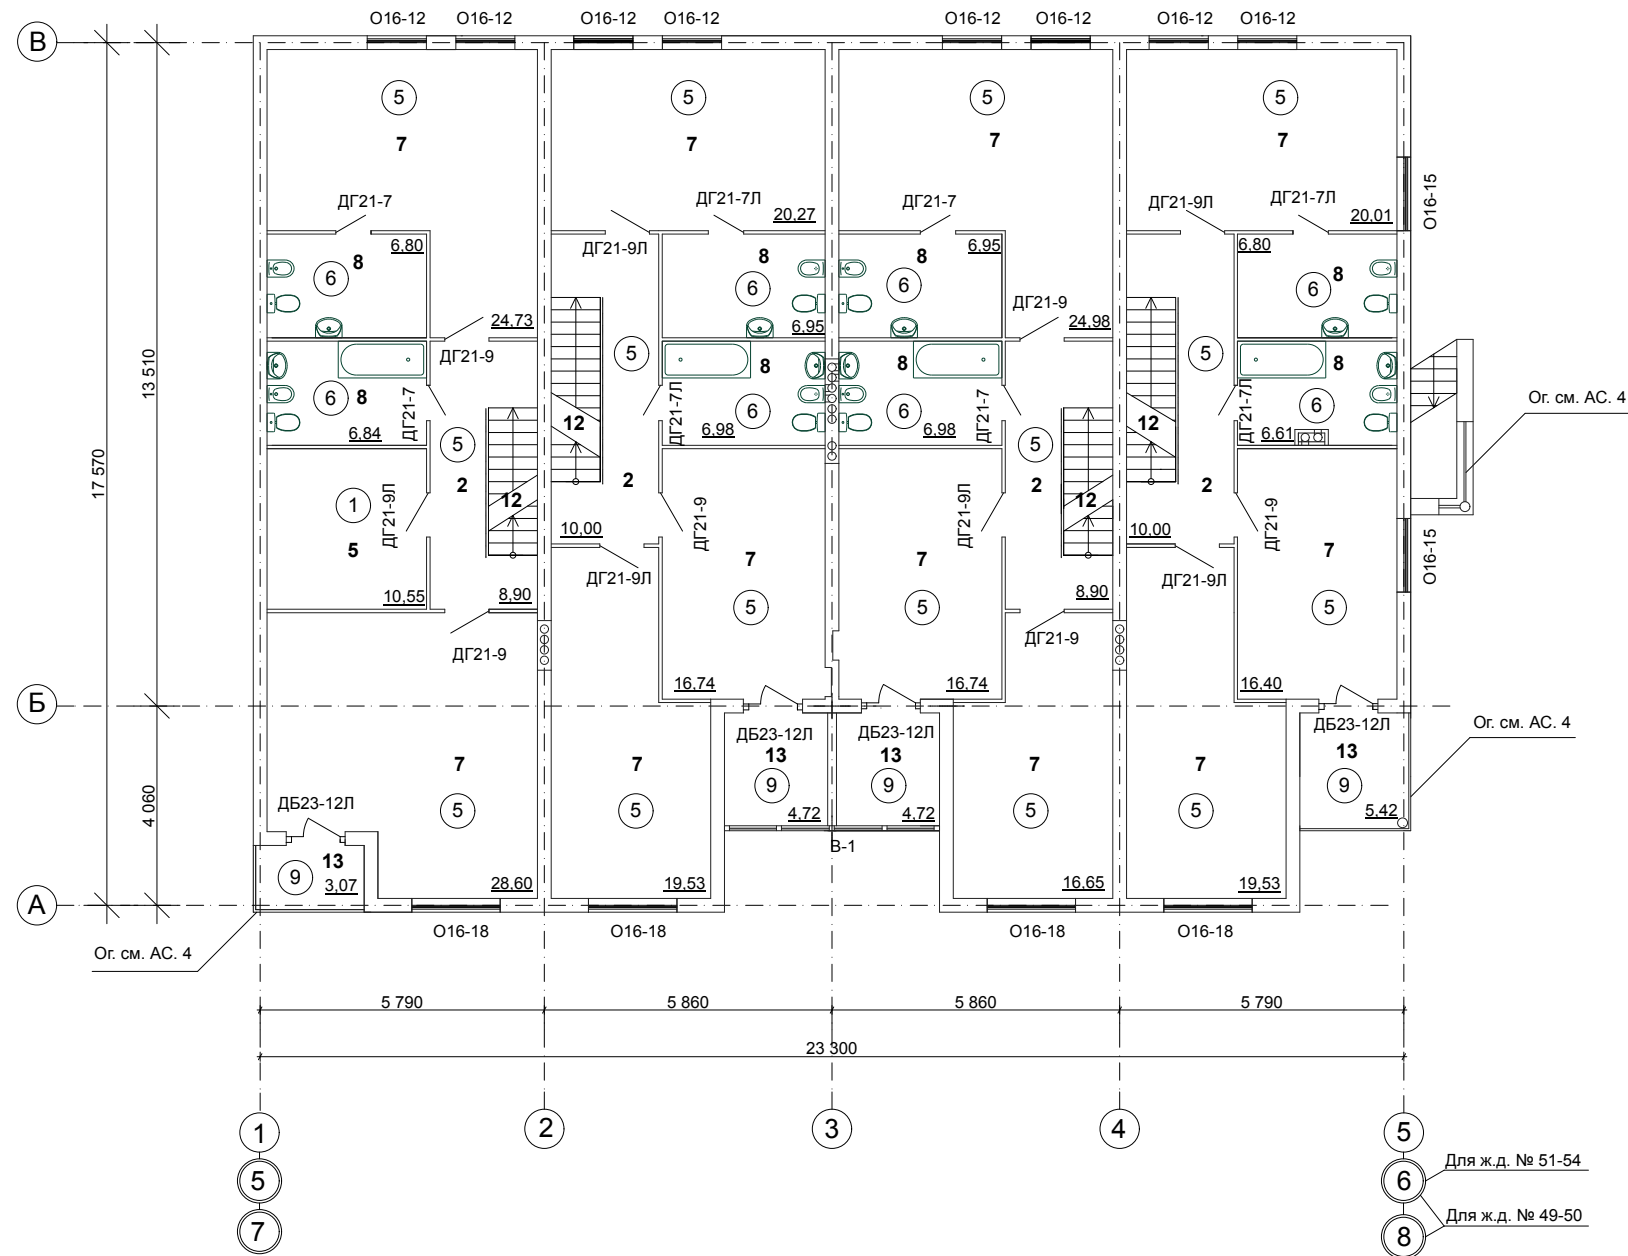 О16-12 О16-12 О16-12 О16-12 О16-12 О16-12 О16-12 О16-12
В
5 5 5 5
7 7 7 7
О16-15
ДГ21-7 ДГ21-7Л ДГ21-7 ДГ21-9Л ДГ21-7Л
20,27 20,01
6,80 ДГ21-9Л 6,95 6,80
8 8 8 8
6 6 6 6
24,73 6,95 ДГ21-9 24,98
ДГ21-9 5 5
8 8 8 8
13 510
6 6 6 6
ДГ21-7 ДГ21-7Л ДГ21-7 ДГ21-7Л
Ог. см. АС. 4
12 12
6,84 6,98 6,98 6,61
5 5
17 570
2 2 2 2
12 12
1 ДГ21-9Л ДГ21-9 ДГ21-9Л ДГ21-9
10,00 10,00
5 7 7
О16-15
ДГ21-9Л ДГ21-9Л
10,55 8,90 8,90
5 5 5
ДГ21-9 ДГ21-9
16,74 16,74 16,40
Б
ДБ23-12Л ДБ23-12Л ДБ23-12Л
Ог. см. АС. 4
13 13 13
7 7 7 7
9 9 9
4 060
ДБ23-12Л
5 5 5 5
4,72 4,72 5,42
В-1
13
9
3,07 28,60 19,53 16,65 19,53
А
О16-18 О16-18 О16-18 О16-18
Ог. см. АС. 4
5 790 5 860 5 860 5 790
23 300
1 2 3 4 5
Для ж.д. № 51-54
5 6
Для ж.д. № 49-50
7 8